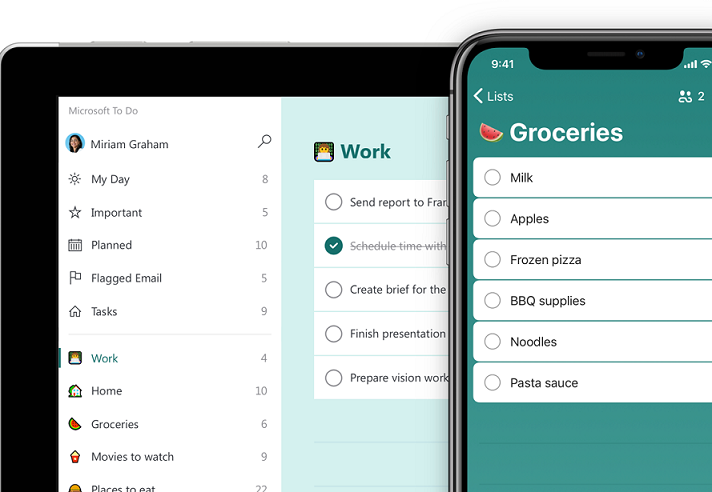 Microsoft To Do
Miriam Graham
My Day 8
Important 5
Planned 10
Flagged Email 5
Tasks 9
Work 4
Home 10
Groceries 6
Movies to watch 9
Places to eat 22
Work
Send report to
Schedule time with
Create brief for the
Finish presentation
Prepare vision work
9:41
Lists 2
Groceries
Milk
Apples
Frozen pizza
BBQ supplies
Noodles
Pasta sauce